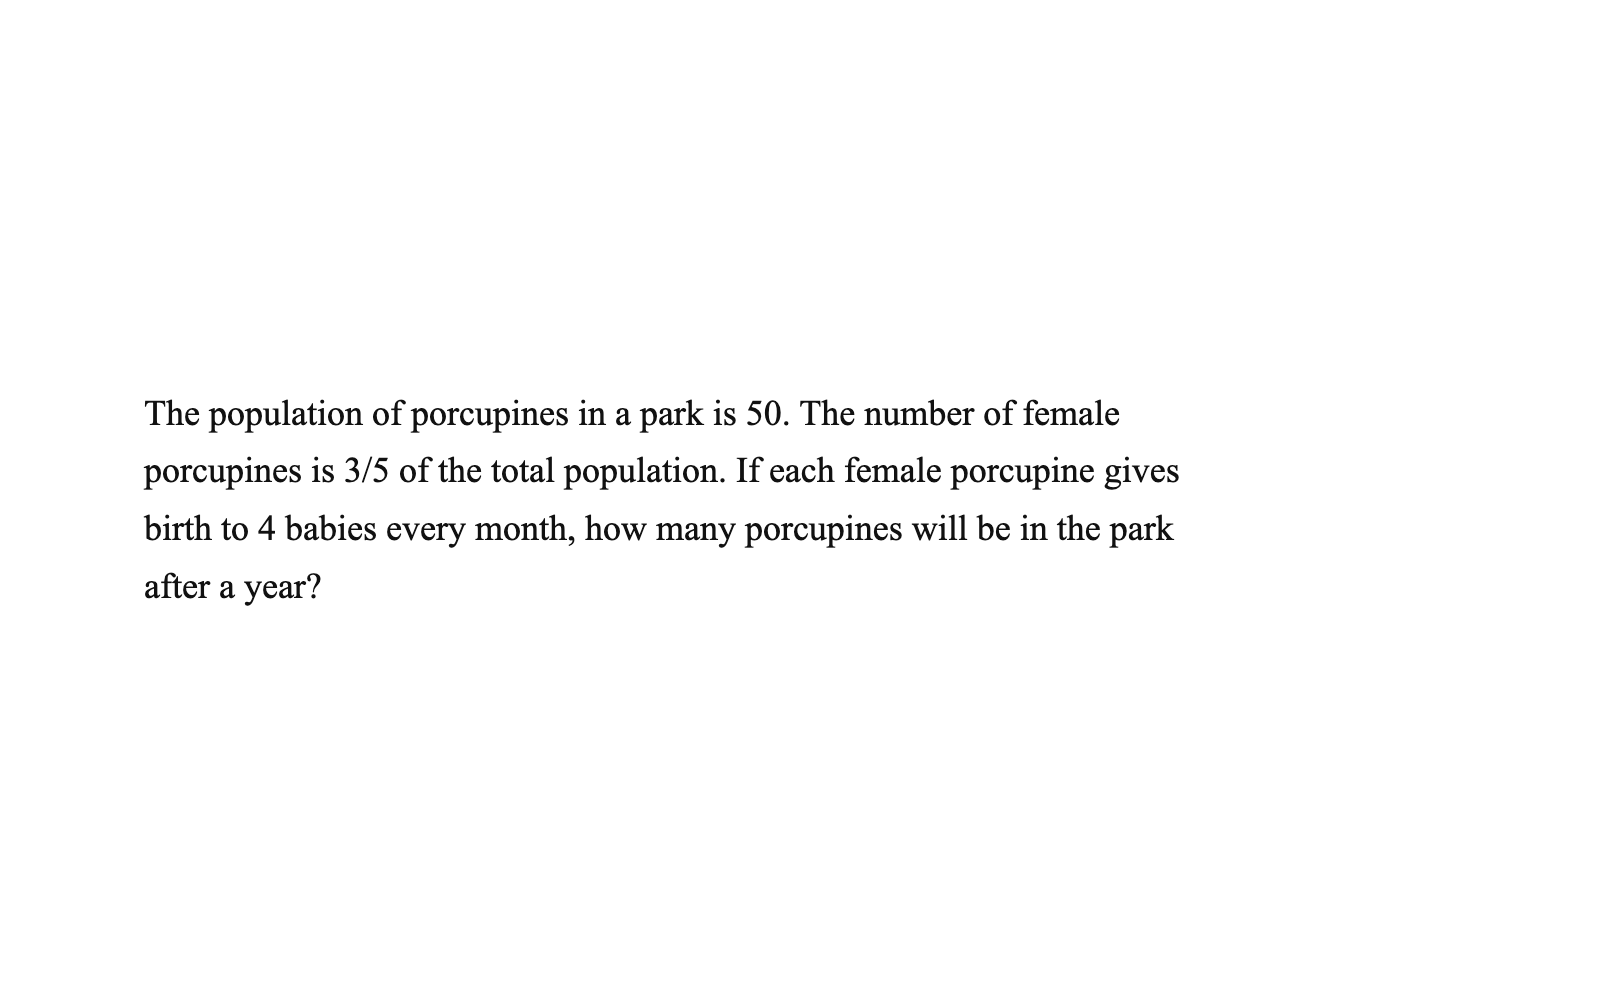 The population of porcupines in a park is 50. The number of female
porcupines is 3/5 of the total population. If each female porcupine gives
birth to 4 babies every month, how many porcupines will be in the park
after a year?